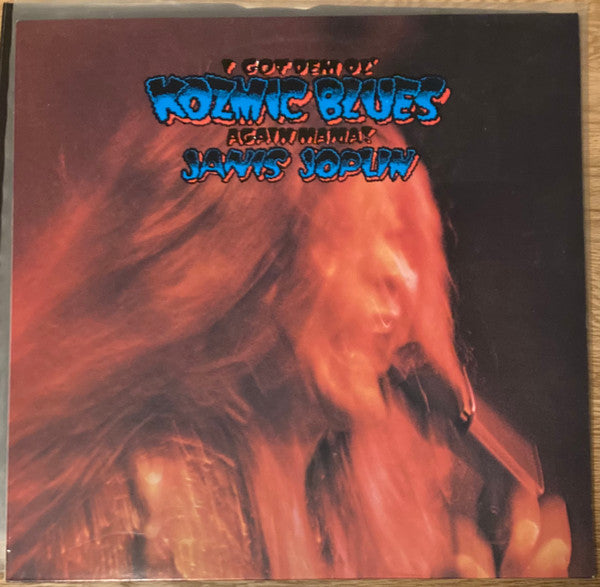 I GOT DEM OL'
KOZMIC BLUES
AGAIN MAMA!
JANIS JOPLIN